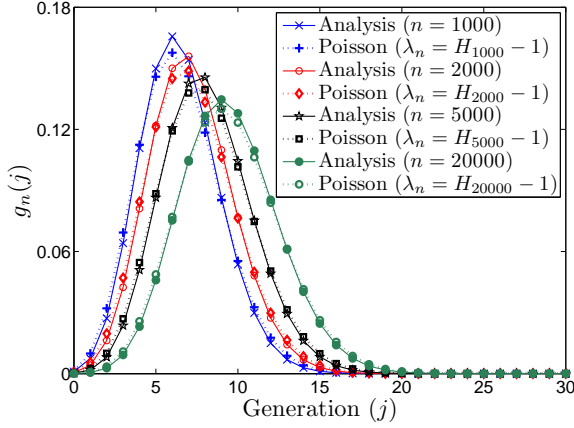 0.18
0.12
0.06
0
g_n(j)
Analysis (n = 1000)
Poisson (λ_n = H_1000 − 1)
Analysis (n = 2000)
Poisson (λ_n = H_2000 − 1)
Analysis (n = 5000)
Poisson (λ_n = H_5000 − 1)
Analysis (n = 20000)
Poisson (λ_n = H_20000 − 1)
0 5 10 15 20 25 30
Generation (j)